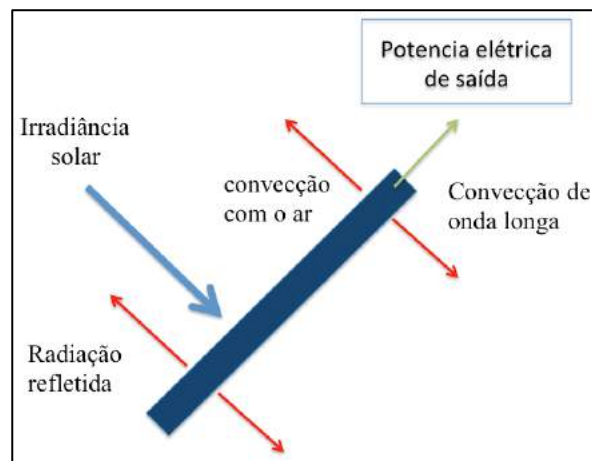 Potencia elétrica
de saída
Irradiância
solar
convecção
com o ar
Convecção de
onda longa
Radiação
refletida